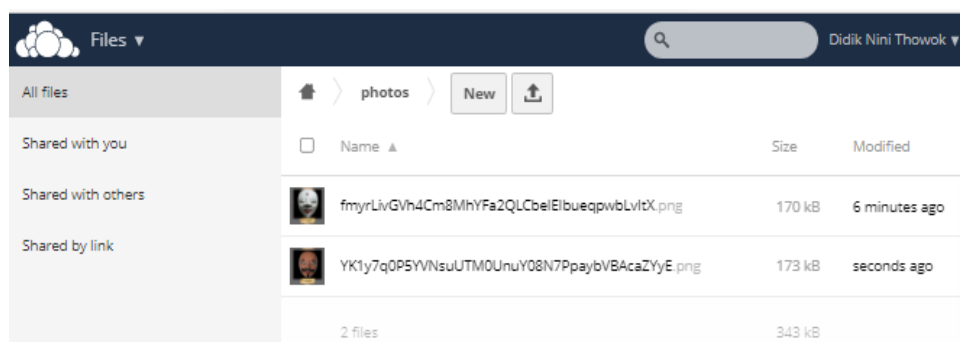 Files ▾ Didik Nini Thowok ▾
All files
photos New
Shared with you
Name ▲ Size Modified
Shared with others
fmyrLivGVh4Cm8MhYFa2QLCbelEIbueqpwbLvltX.png 170 kB 6 minutes ago
Shared by link
YK1y7q0P5YVNsuUTM0UnuY08N7PpaybVBAcaZYyE.png 173 kB seconds ago
2 files 343 kB